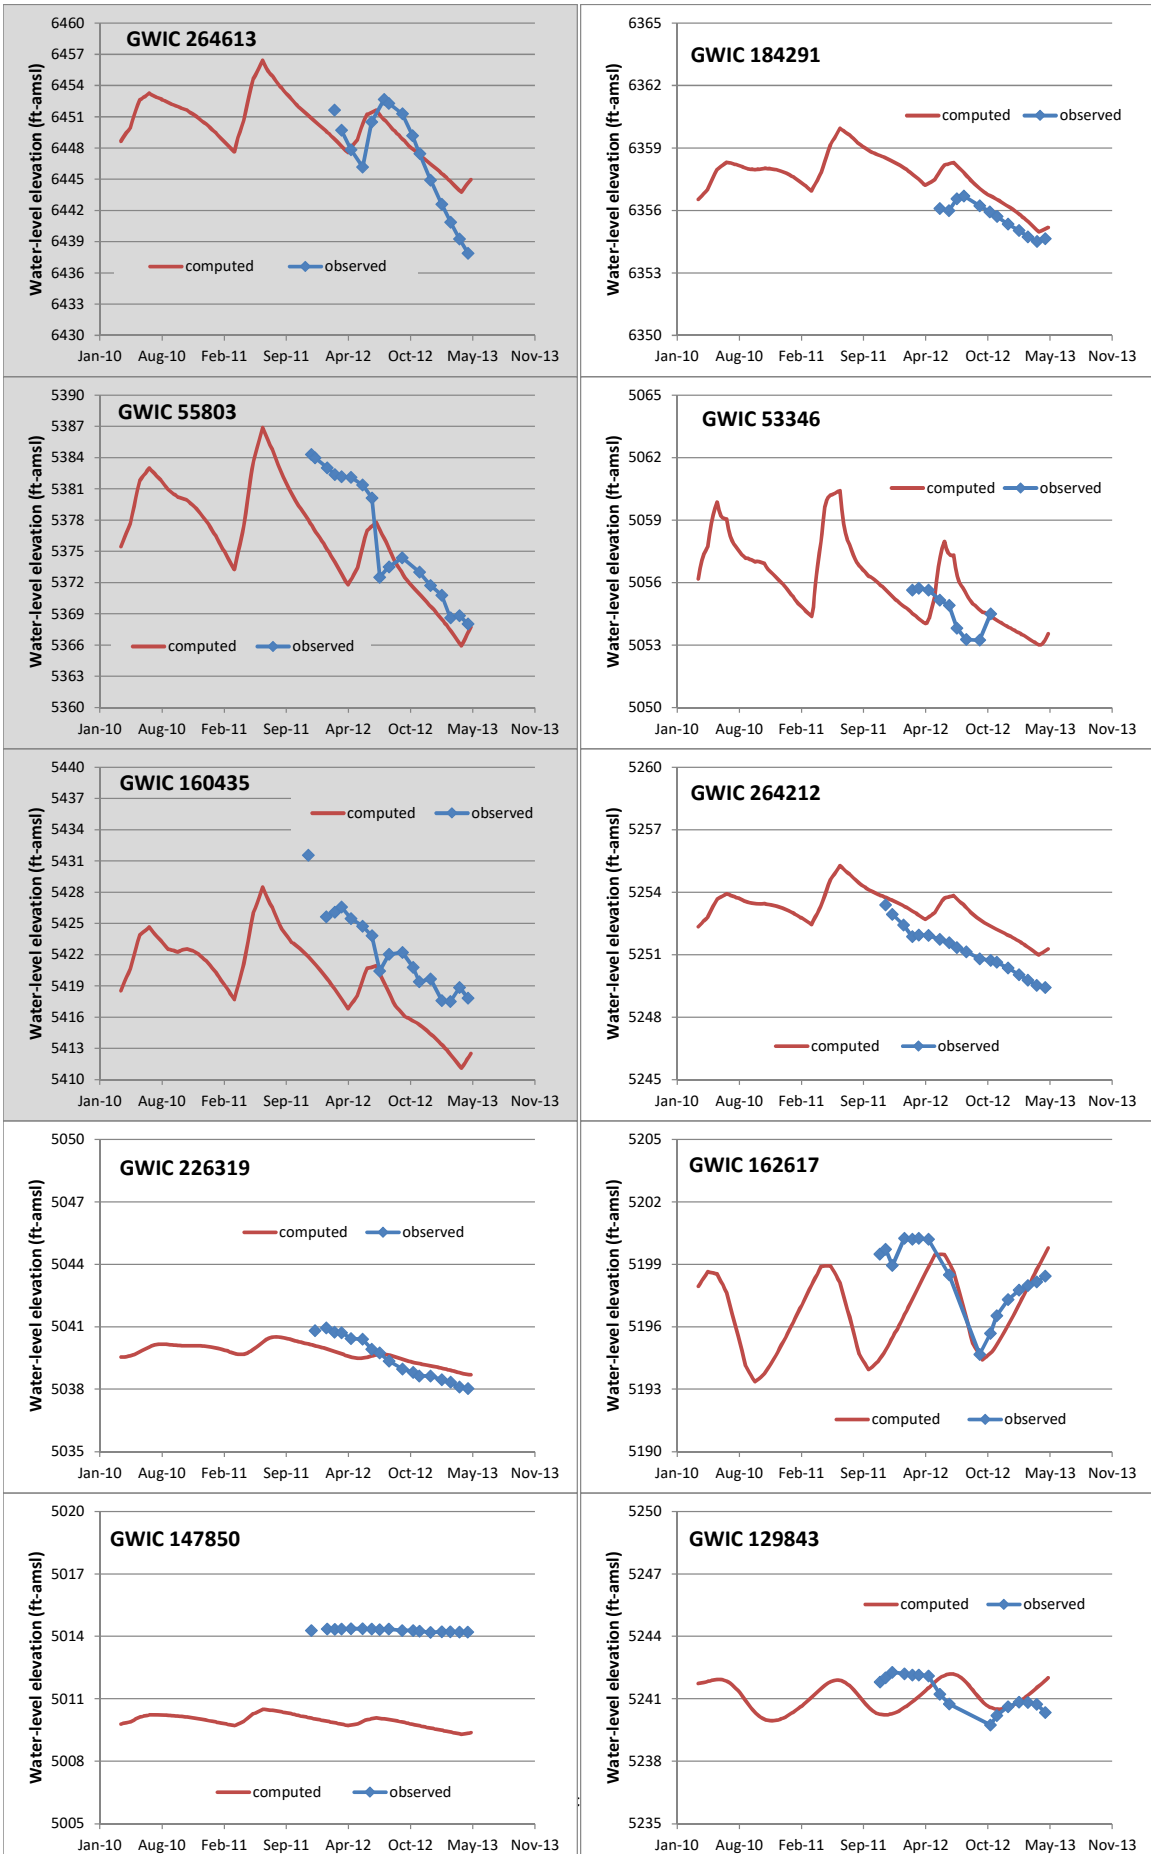 GWIC 264613
Water-level elevation (ft-amsl)
6460
6457
6454
6451
6448
6445
6442
6439
6436
6433
6430
computed observed
Jan-10 Aug-10 Feb-11 Sep-11 Apr-12 Oct-12 May-13 Nov-13
GWIC 184291
Water-level elevation (ft-amsl)
6365
6362
6359
6356
6353
6350
computed observed
Jan-10 Aug-10 Feb-11 Sep-11 Apr-12 Oct-12 May-13 Nov-13
GWIC 55803
Water-level elevation (ft-amsl)
5390
5387
5384
5381
5378
5375
5372
5369
5366
5363
5360
computed observed
Jan-10 Aug-10 Feb-11 Sep-11 Apr-12 Oct-12 May-13 Nov-13
GWIC 53346
Water-level elevation (ft-amsl)
5065
5062
5059
5056
5053
5050
computed observed
Jan-10 Aug-10 Feb-11 Sep-11 Apr-12 Oct-12 May-13 Nov-13
GWIC 160435
Water-level elevation (ft-amsl)
5440
5437
5434
5431
5428
5425
5422
5419
5416
5413
5410
computed observed
Jan-10 Aug-10 Feb-11 Sep-11 Apr-12 Oct-12 May-13 Nov-13
GWIC 264212
Water-level elevation (ft-amsl)
5260
5257
5254
5251
5248
5245
computed observed
Jan-10 Aug-10 Feb-11 Sep-11 Apr-12 Oct-12 May-13 Nov-13
GWIC 226319
Water-level elevation (ft-amsl)
5050
5047
5044
5041
5038
5035
computed observed
Jan-10 Aug-10 Feb-11 Sep-11 Apr-12 Oct-12 May-13 Nov-13
GWIC 162617
Water-level elevation (ft-amsl)
5205
5202
5199
5196
5193
5190
computed observed
Jan-10 Aug-10 Feb-11 Sep-11 Apr-12 Oct-12 May-13 Nov-13
GWIC 147850
Water-level elevation (ft-amsl)
5020
5017
5014
5011
5008
5005
computed observed
Jan-10 Aug-10 Feb-11 Sep-11 Apr-12 Oct-12 May-13 Nov-13
GWIC 129843
Water-level elevation (ft-amsl)
5250
5247
5244
5241
5238
5235
computed observed
Jan-10 Aug-10 Feb-11 Sep-11 Apr-12 Oct-12 May-13 Nov-13